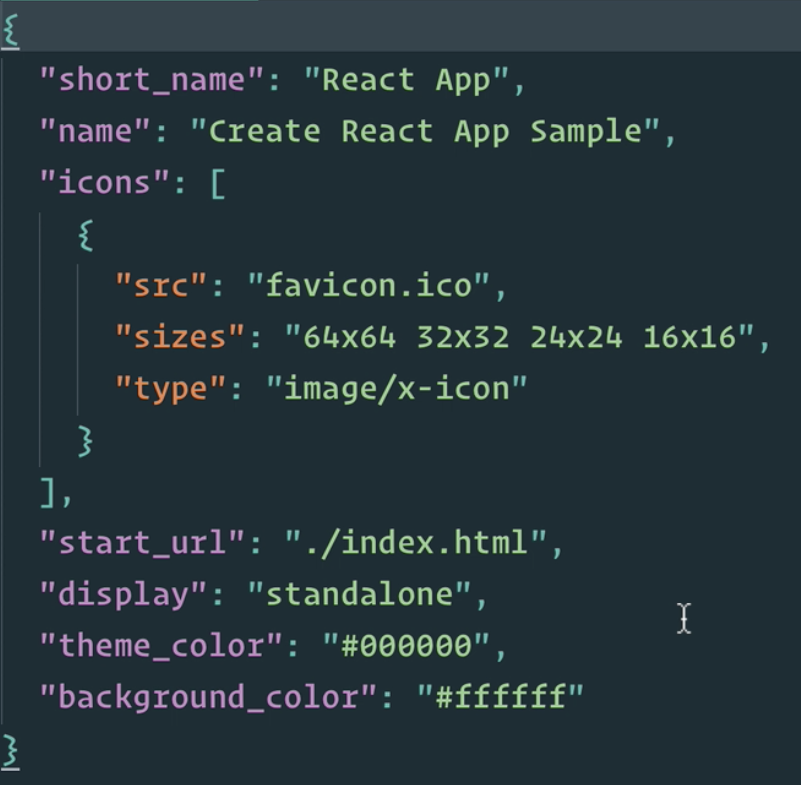 {
  "short_name": "React App",
  "name": "Create React App Sample",
  "icons": [
    {
      "src": "favicon.ico",
      "sizes": "64x64 32x32 24x24 16x16",
      "type": "image/x-icon"
    }
  ],
  "start_url": "./index.html",
  "display": "standalone",
  "theme_color": "#000000",
  "background_color": "#ffffff"
}